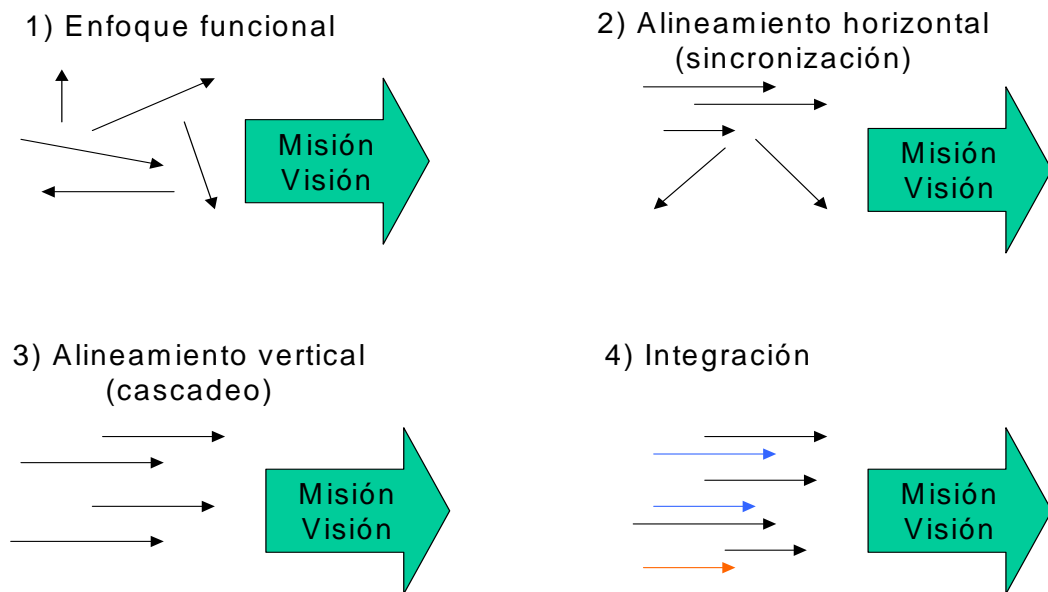 1) Enfoque funcional
Misión
Visión
2) Alineamiento horizontal
(sincronización)
Misión
Visión
3) Alineamiento vertical
(cascadeo)
Misión
Visión
4) Integración
Misión
Visión